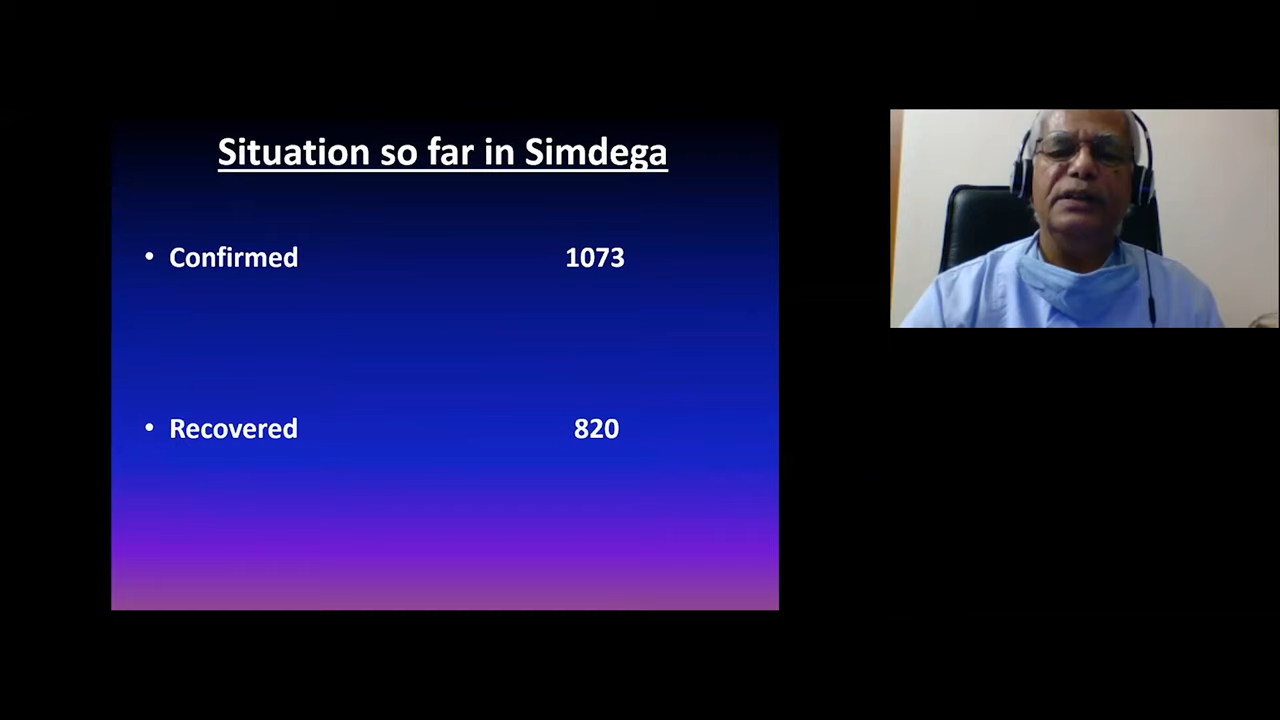 Situation so far in Simdega
• Confirmed 1073
• Recovered 820